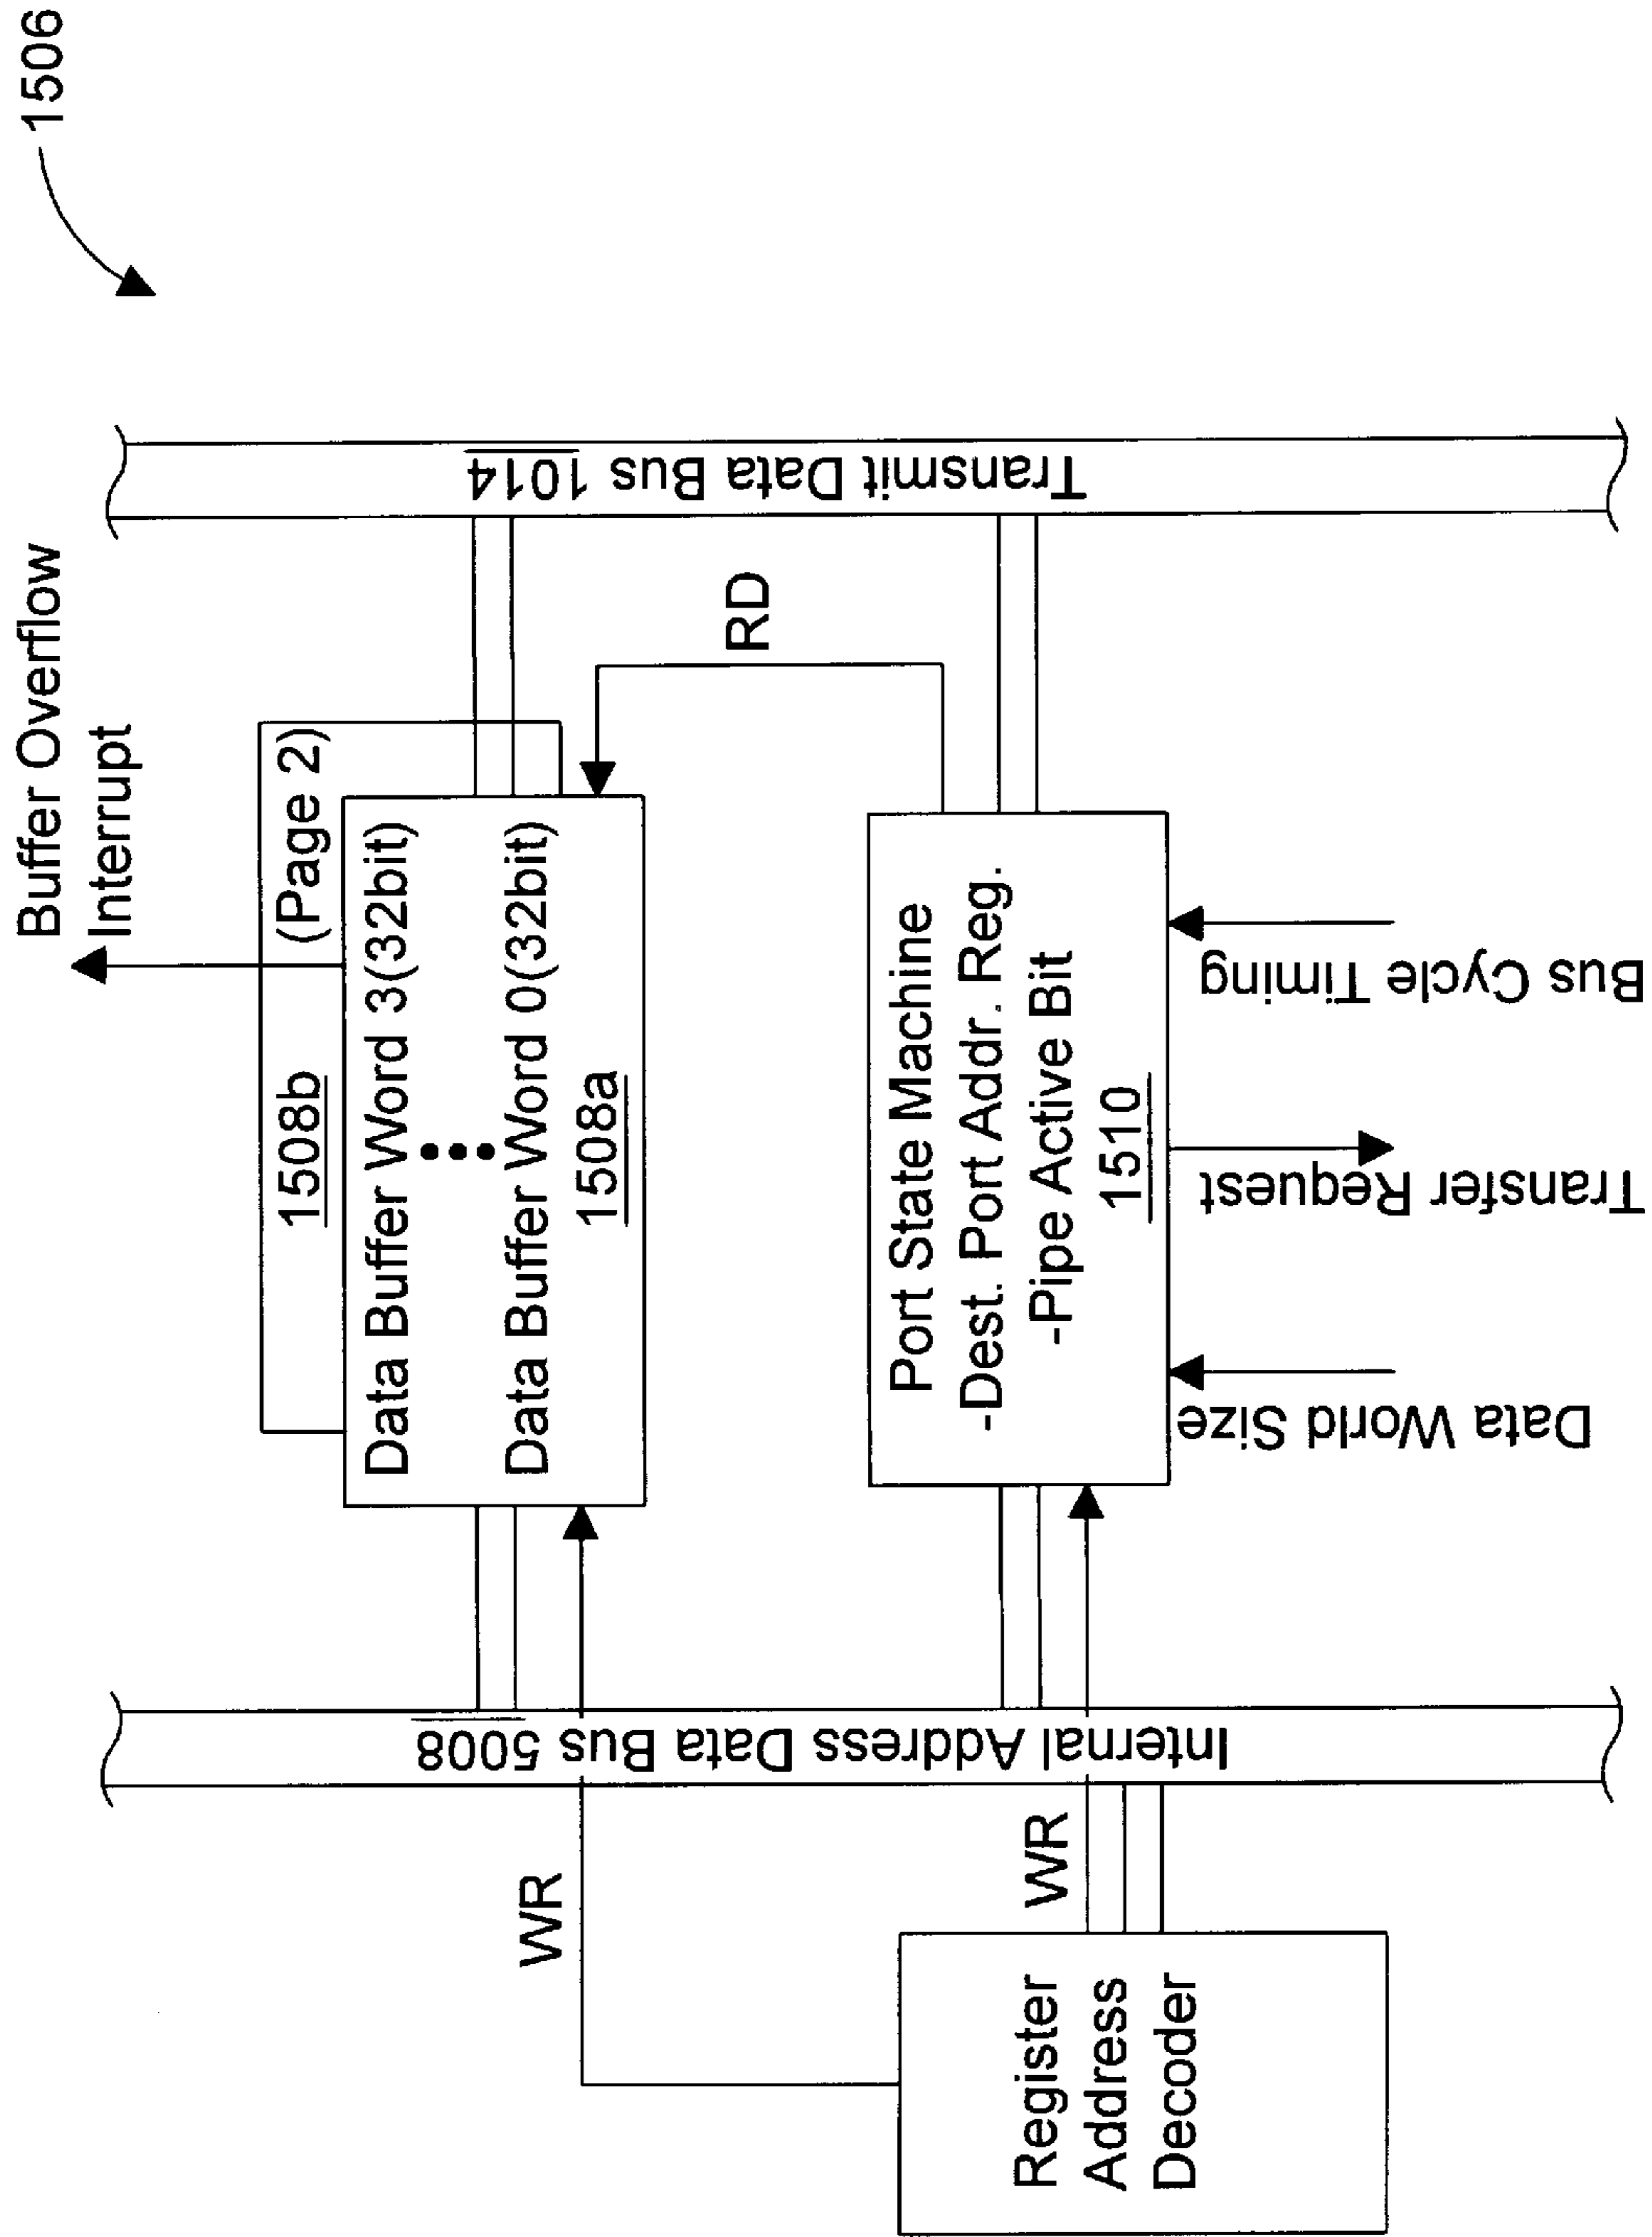 1506
Buffer Overflow
Interrupt
(Page 2)
1508b
Data Buffer Word 3(32bit)
Data Buffer Word 0(32bit)
1508a
RD
Transmit Data Bus 1014
Internal Address Data Bus 5008
WR
WR
Port State Machine
-Dest. Port Addr. Reg.
-Pipe Active Bit
1510
Register
Address
Decoder
Data World Size
Transfer Request
Bus Cycle Timing